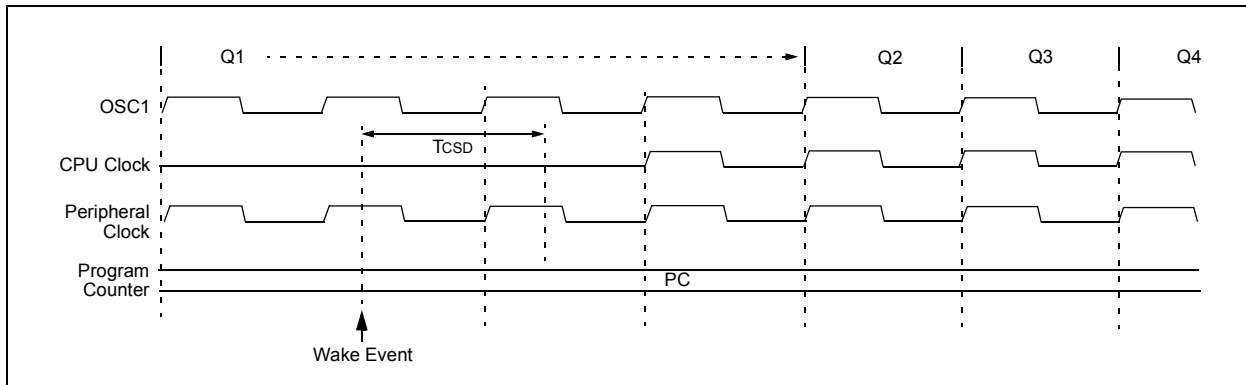 Q1 Q2 Q3 Q4
OSC1
TCSD
CPU Clock
Peripheral
Clock
Program
Counter
PC
Wake Event